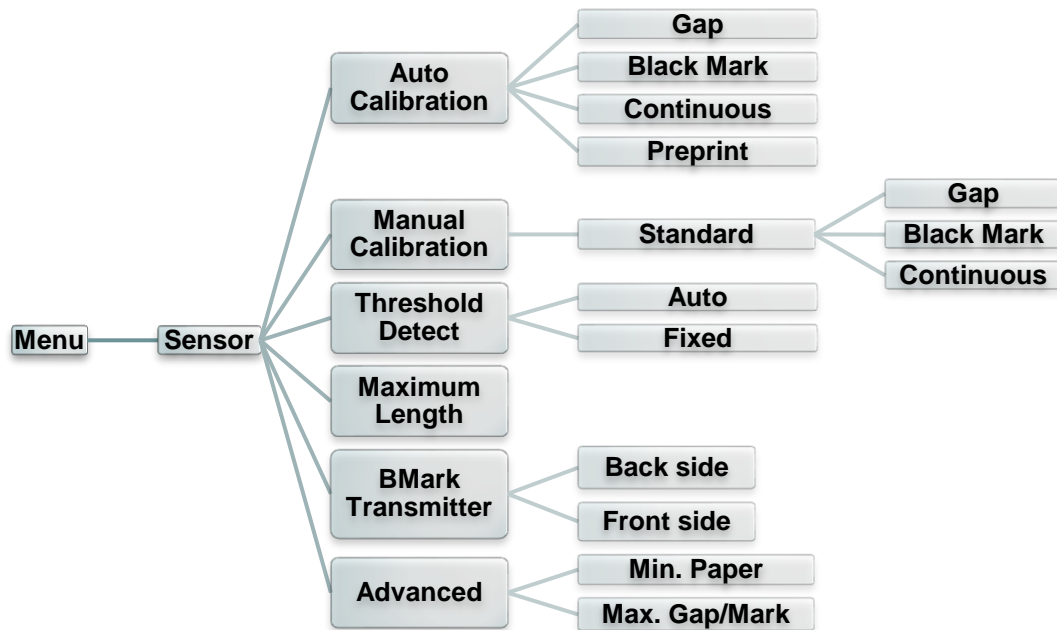 Menu
Sensor
Auto
Calibration
Gap
Black Mark
Continuous
Preprint
Manual
Calibration
Standard
Gap
Black Mark
Continuous
Threshold
Detect
Auto
Fixed
Maximum
Length
BMark
Transmitter
Back side
Front side
Advanced
Min. Paper
Max. Gap/Mark